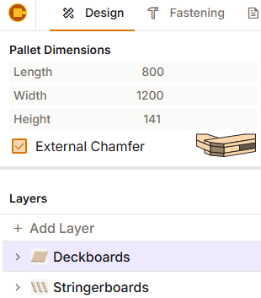 Design Fastening
Pallet Dimensions
Length 800
Width 1200
Height 141
External Chamfer
Layers
+ Add Layer
Deckboards
Stringerboards